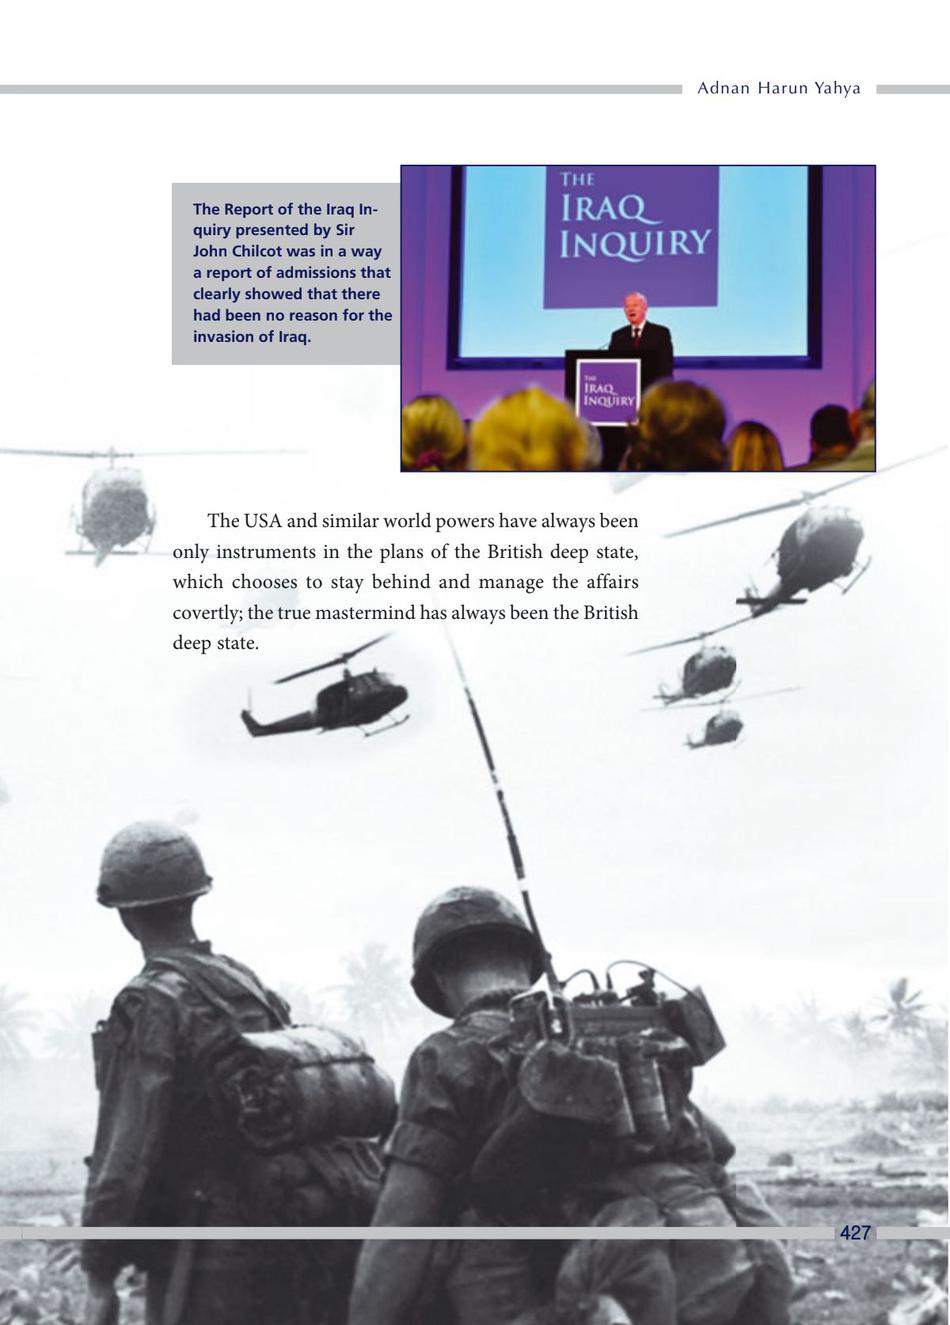 Adnan Harun Yahya
The Report of the Iraq In-
quiry presented by Sir
John Chilcot was in a way
a report of admissions that
clearly showed that there
had been no reason for the
invasion of Iraq.
THE
IRAQ
INQUIRY
THE
IRAQ
INQUIRY
The USA and similar world powers have always been
only instruments in the plans of the British deep state,
which chooses to stay behind and manage the affairs
covertly; the true mastermind has always been the British
deep state.
427